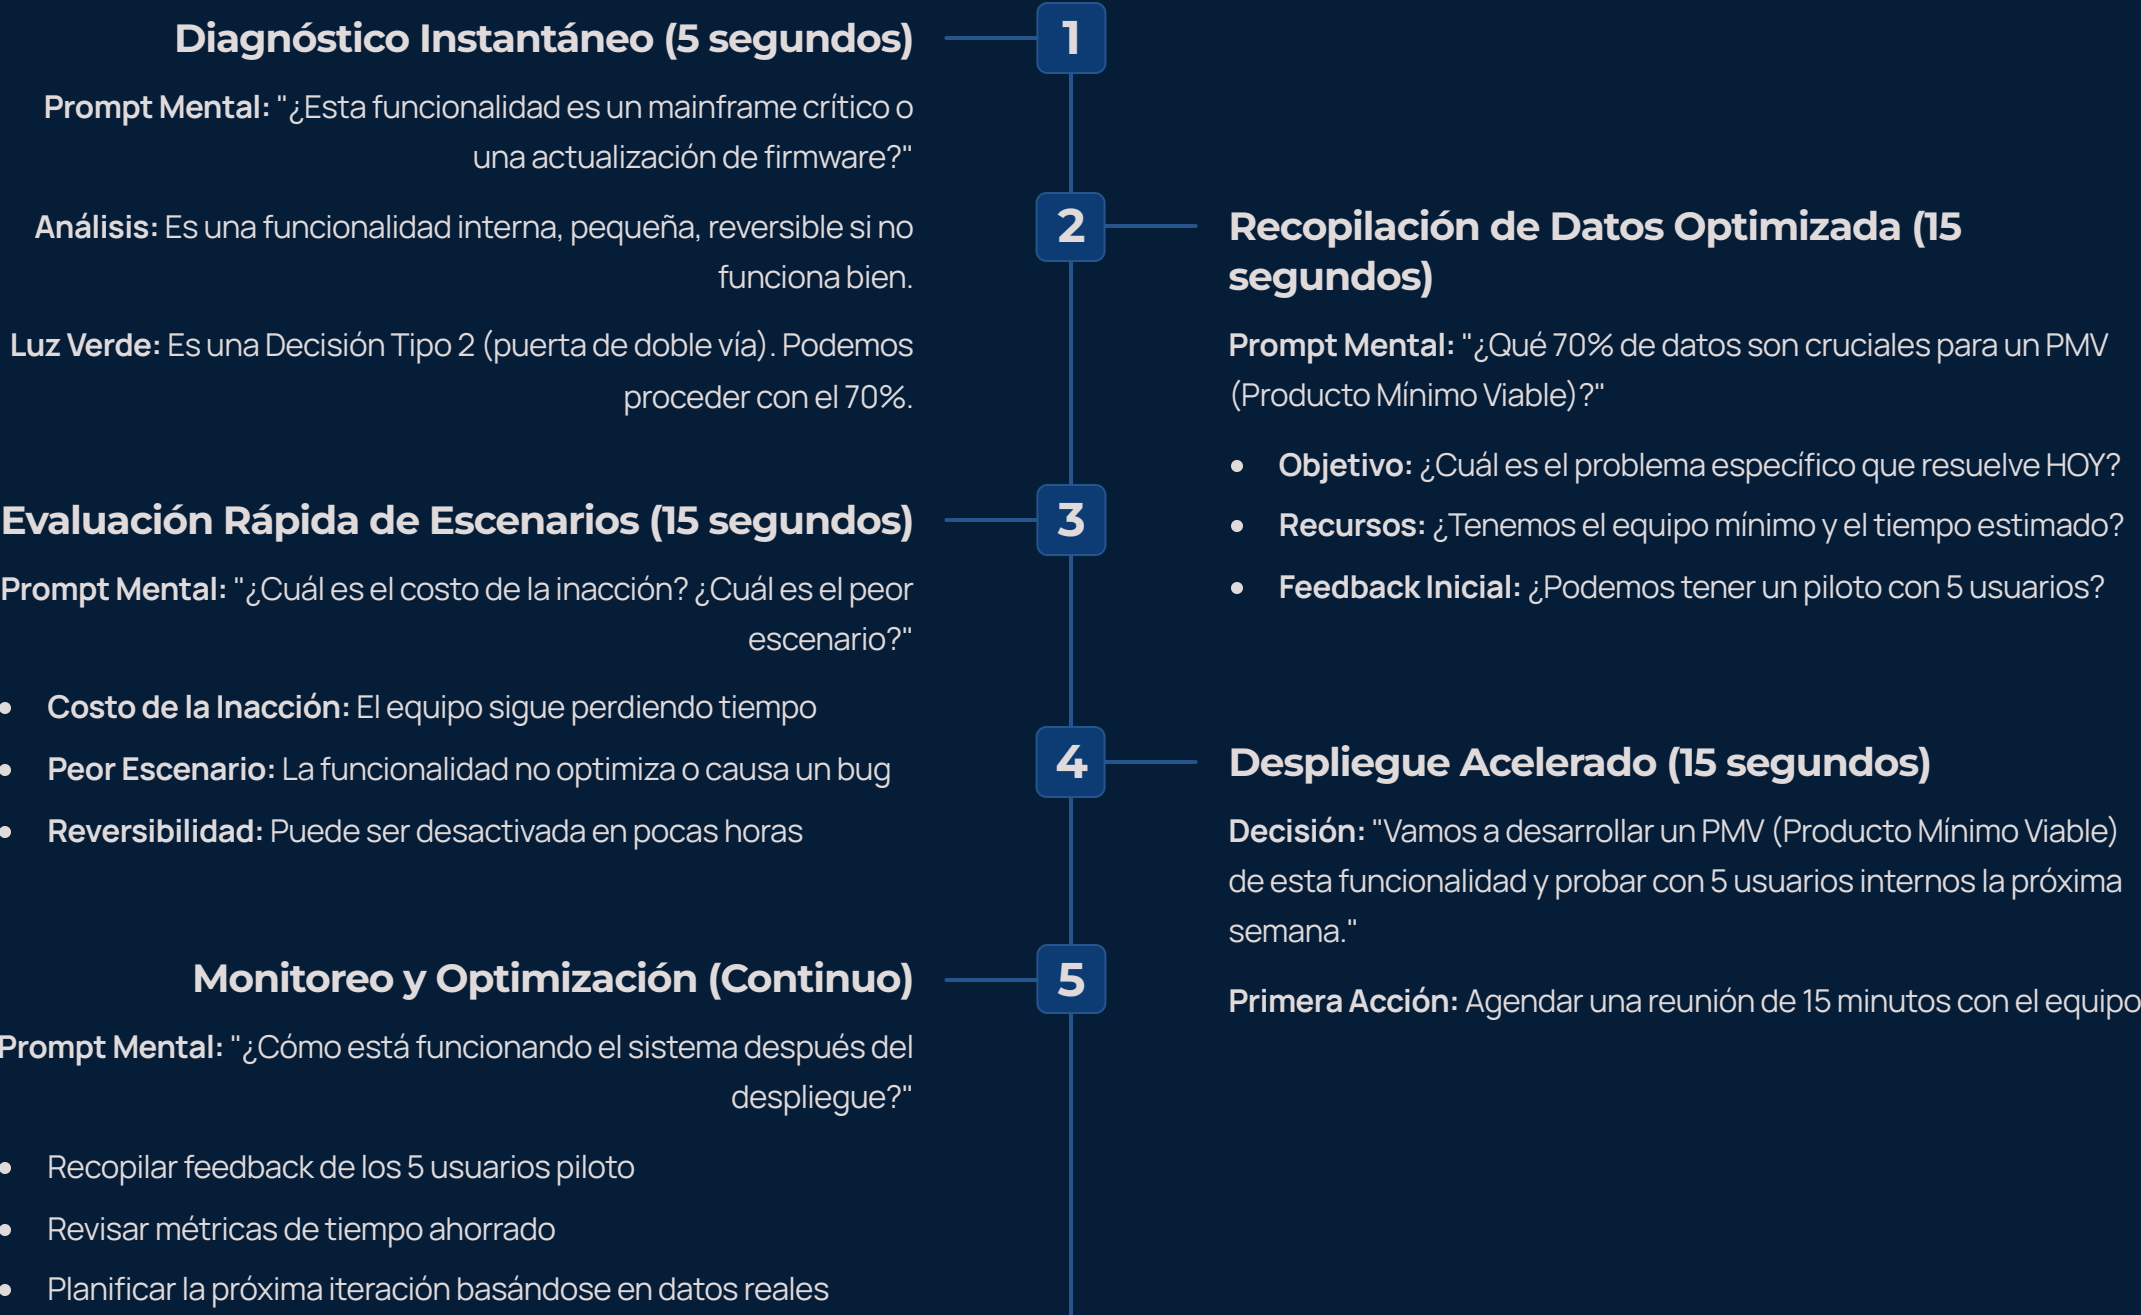 1
Diagnóstico Instantáneo (5 segundos)
Prompt Mental: "¿Esta funcionalidad es un mainframe crítico o
una actualización de firmware?"
Análisis: Es una funcionalidad interna, pequeña, reversible si no
funciona bien.
Luz Verde: Es una Decisión Tipo 2 (puerta de doble vía). Podemos
proceder con el 70%.
2
Recopilación de Datos Optimizada (15
segundos)
Prompt Mental: "¿Qué 70% de datos son cruciales para un PMV
(Producto Mínimo Viable)?"
• Objetivo: ¿Cuál es el problema específico que resuelve HOY?
• Recursos: ¿Tenemos el equipo mínimo y el tiempo estimado?
• Feedback Inicial: ¿Podemos tener un piloto con 5 usuarios?
3
Evaluación Rápida de Escenarios (15 segundos)
Prompt Mental: "¿Cuál es el costo de la inacción? ¿Cuál es el peor
escenario?"
• Costo de la Inacción: El equipo sigue perdiendo tiempo
• Peor Escenario: La funcionalidad no optimiza o causa un bug
• Reversibilidad: Puede ser desactivada en pocas horas
4
Despliegue Acelerado (15 segundos)
Decisión: "Vamos a desarrollar un PMV (Producto Mínimo Viable)
de esta funcionalidad y probar con 5 usuarios internos la próxima
semana."
Primera Acción: Agendar una reunión de 15 minutos con el equipo
5
Monitoreo y Optimización (Continuo)
Prompt Mental: "¿Cómo está funcionando el sistema después del
despliegue?"
• Recopilar feedback de los 5 usuarios piloto
• Revisar métricas de tiempo ahorrado
• Planificar la próxima iteración basándose en datos reales